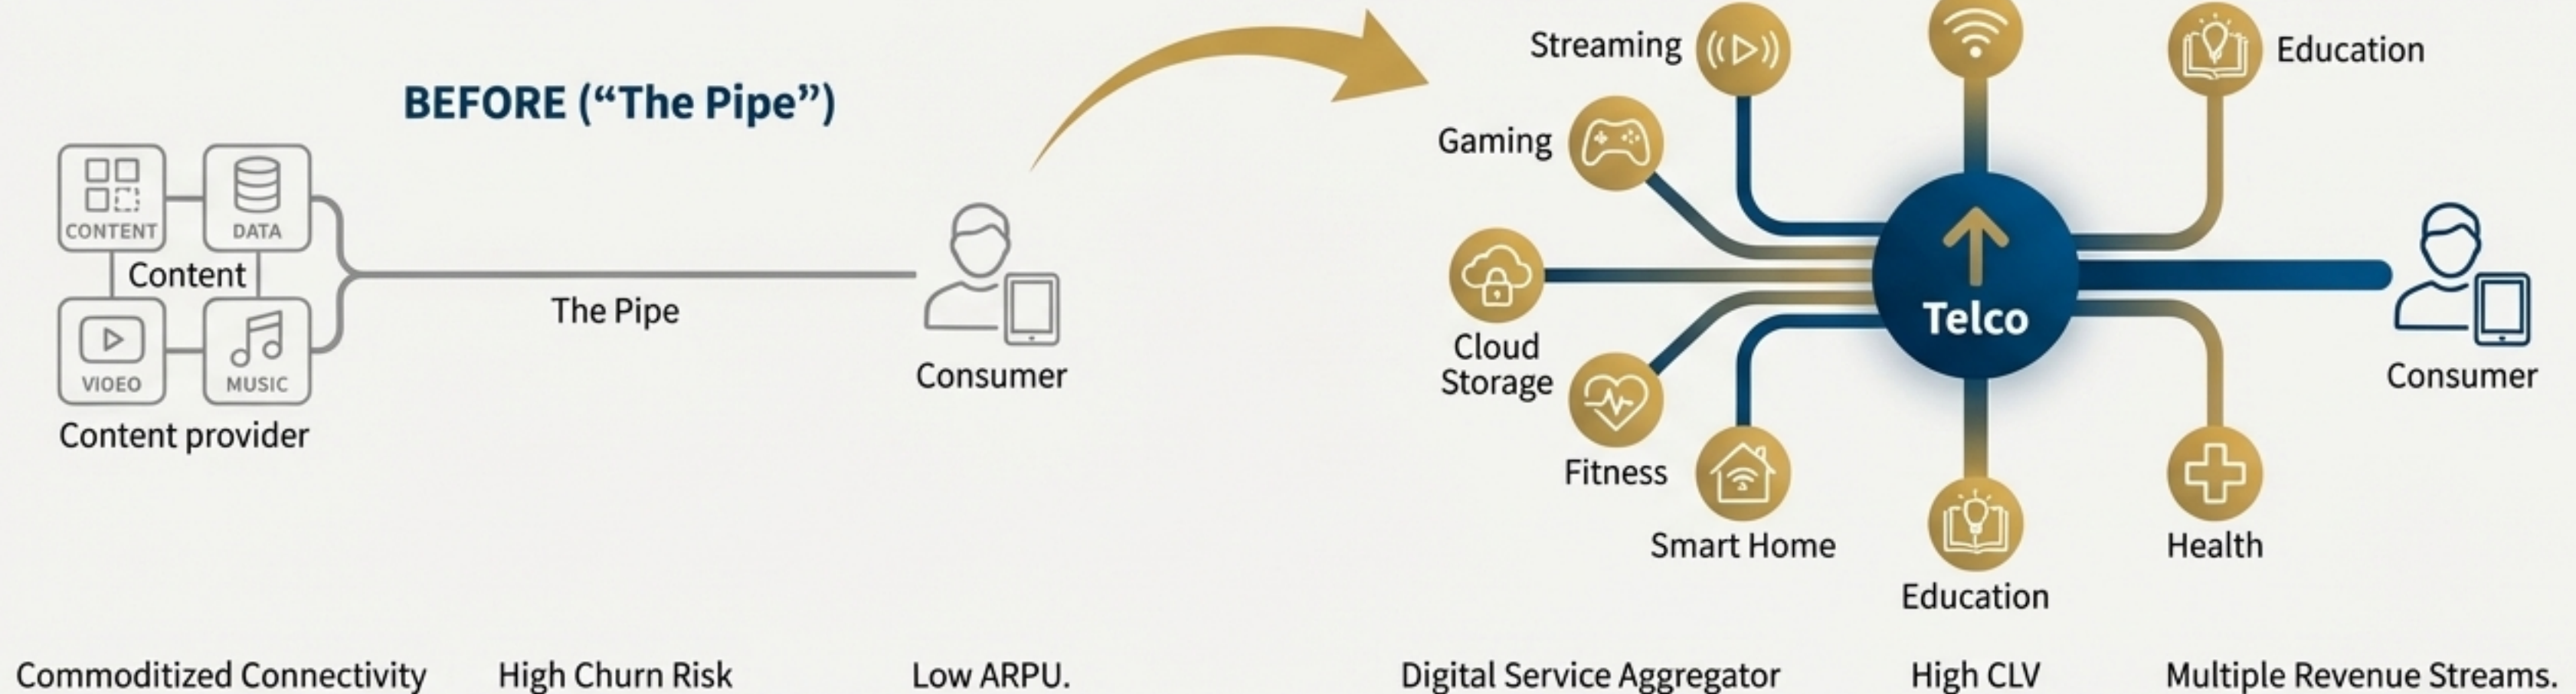 BEFORE (“The Pipe”)
CONTENT
DATA
Content
VIOEO
MUSIC
Content provider
The Pipe
Consumer
Streaming
Gaming
Cloud
Storage
Fitness
Smart Home
Education
Telco
Education
Health
Consumer
Commoditized Connectivity
High Churn Risk
Low ARPU.
Digital Service Aggregator
High CLV
Multiple Revenue Streams.